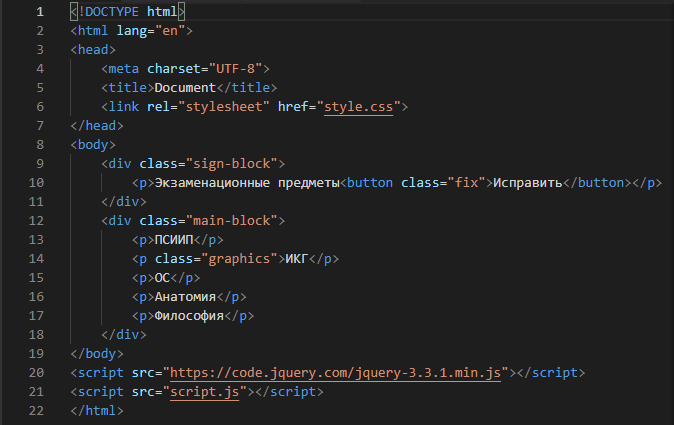 1 <!DOCTYPE html>
2 <html lang="en">
3 <head>
4     <meta charset="UTF-8">
5     <title>Document</title>
6     <link rel="stylesheet" href="style.css">
7 </head>
8 <body>
9     <div class="sign-block">
10         <p>Экзаменационные предметы<button class="fix">Исправить</button></p>
11     </div>
12     <div class="main-block">
13         <p>ПСИИП</p>
14         <p class="graphics">ИКГ</p>
15         <p>ОС</p>
16         <p>Анатомия</p>
17         <p>Философия</p>
18     </div>
19 </body>
20 <script src="https://code.jquery.com/jquery-3.3.1.min.js"></script>
21 <script src="script.js"></script>
22 </html>